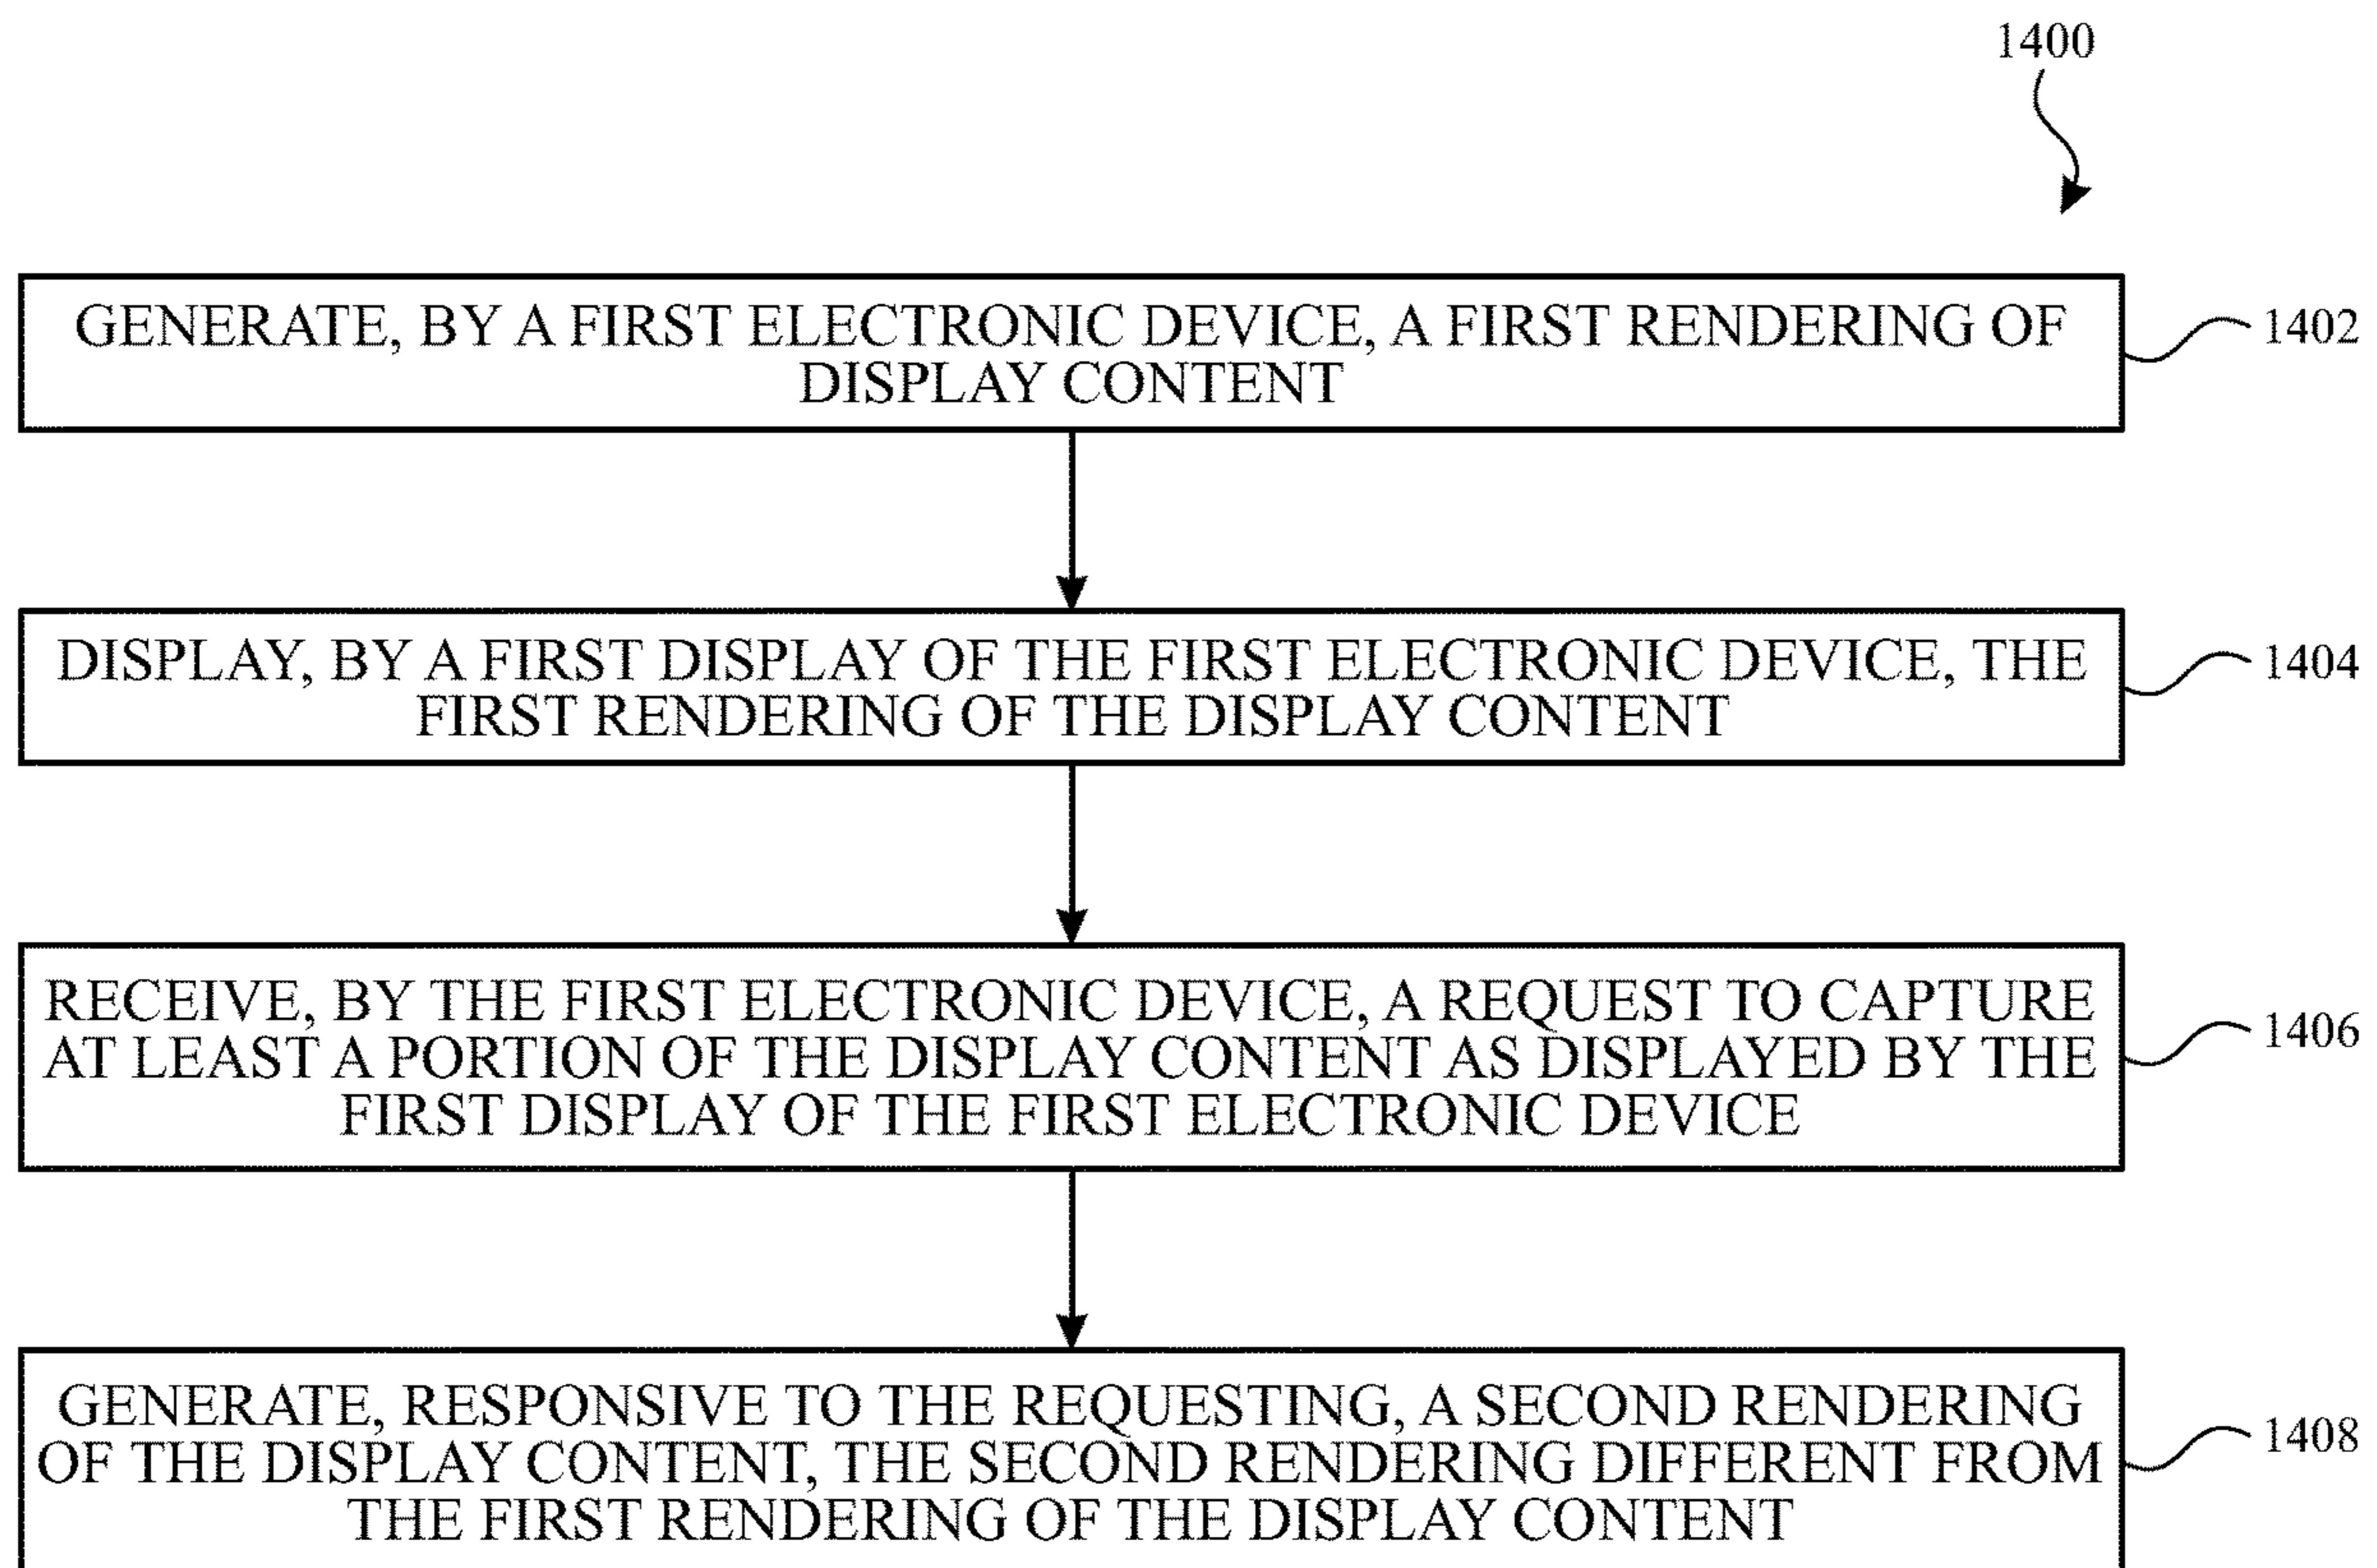 1400
GENERATE, BY A FIRST ELECTRONIC DEVICE, A FIRST RENDERING OF
DISPLAY CONTENT
1402
DISPLAY, BY A FIRST DISPLAY OF THE FIRST ELECTRONIC DEVICE, THE
FIRST RENDERING OF THE DISPLAY CONTENT
1404
RECEIVE, BY THE FIRST ELECTRONIC DEVICE, A REQUEST TO CAPTURE
AT LEAST A PORTION OF THE DISPLAY CONTENT AS DISPLAYED BY THE
FIRST DISPLAY OF THE FIRST ELECTRONIC DEVICE
1406
GENERATE, RESPONSIVE TO THE REQUESTING, A SECOND RENDERING
OF THE DISPLAY CONTENT, THE SECOND RENDERING DIFFERENT FROM
THE FIRST RENDERING OF THE DISPLAY CONTENT
1408